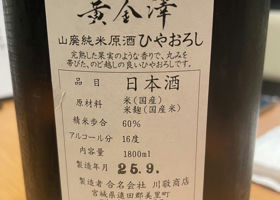 黄金澤
山廃純米原酒 ひやおろし
完熟した果実のような香りで、丸みを
帯びた、のど越しの良いひやおろしです。
品目 日本酒
原材料 米(国産)
米麹(国産米)
精米歩合 60%
アルコール分 16度
内容量 1800ml
製造年月 25.9.
製造者 合名会社 川敬商店
宮城県遠田郡美里町